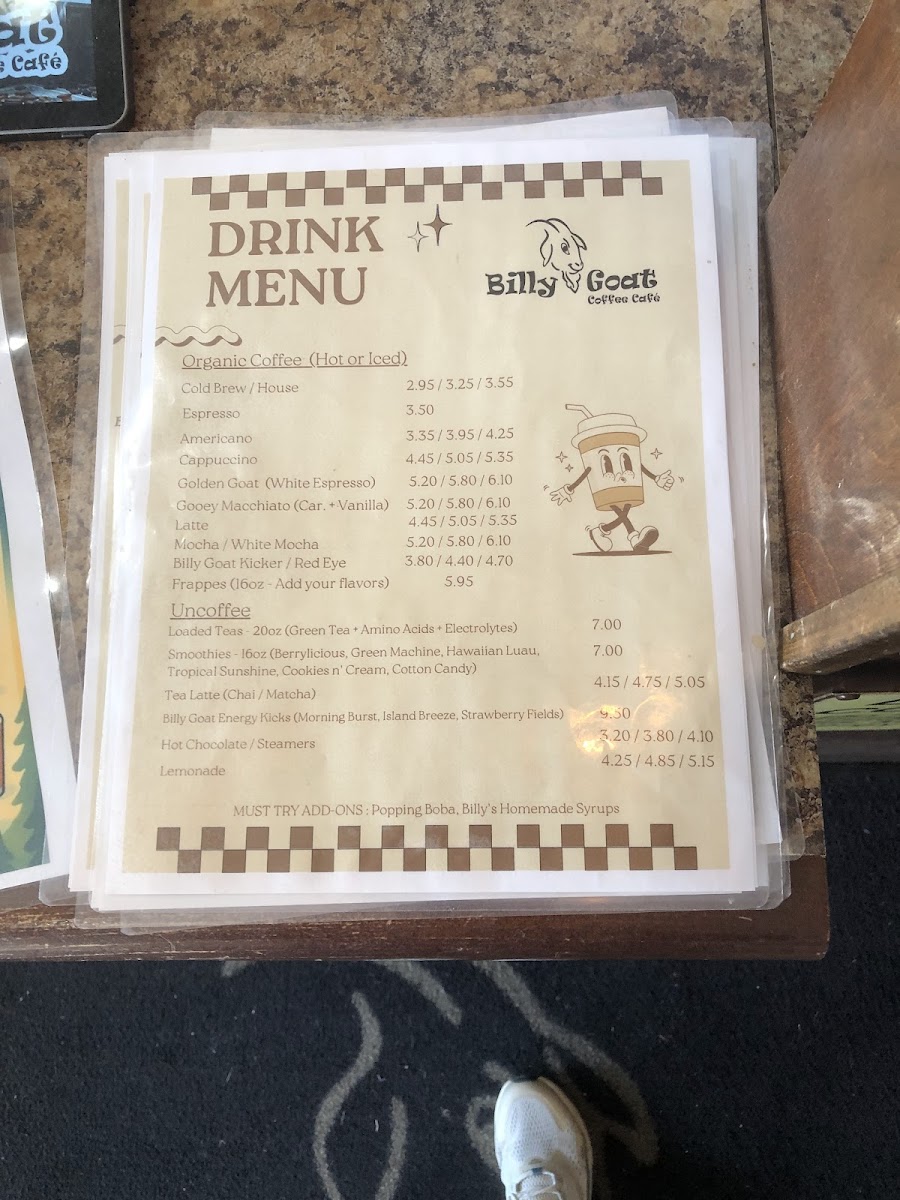 at
e Café
DRINK
MENU
Billy Goat
Coffee Café
Organic Coffee (Hot or Iced)
Cold Brew / House 2.95 / 3.25 / 3.55
Espresso 3.50
Americano 3.35 / 3.95 / 4.25
Cappuccino 4.45 / 5.05 / 5.35
Golden Goat (White Espresso) 5.20 / 5.80 / 6.10
Gooey Macchiato (Car. + Vanilla) 5.20 / 5.80 / 6.10
Latte 4.45 / 5.05 / 5.35
Mocha / White Mocha 5.20 / 5.80 / 6.10
Billy Goat Kicker / Red Eye 3.80 / 4.40 / 4.70
Frappes (16oz - Add your flavors) 5.95
Uncoffee
Loaded Teas - 20oz (Green Tea + Amino Acids + Electrolytes) 7.00
Smoothies - 16oz (Berrylicious, Green Machine, Hawaiian Luau, 7.00
Tropical Sunshine, Cookies n' Cream, Cotton Candy)
Tea Latte (Chai / Matcha) 4.15 / 4.75 / 5.05
Billy Goat Energy Kicks (Morning Burst, Island Breeze, Strawberry Fields) 9.50
Hot Chocolate / Steamers 3.20 / 3.80 / 4.10
Lemonade 4.25 / 4.85 / 5.15
MUST TRY ADD-ONS : Popping Boba, Billy's Homemade Syrups